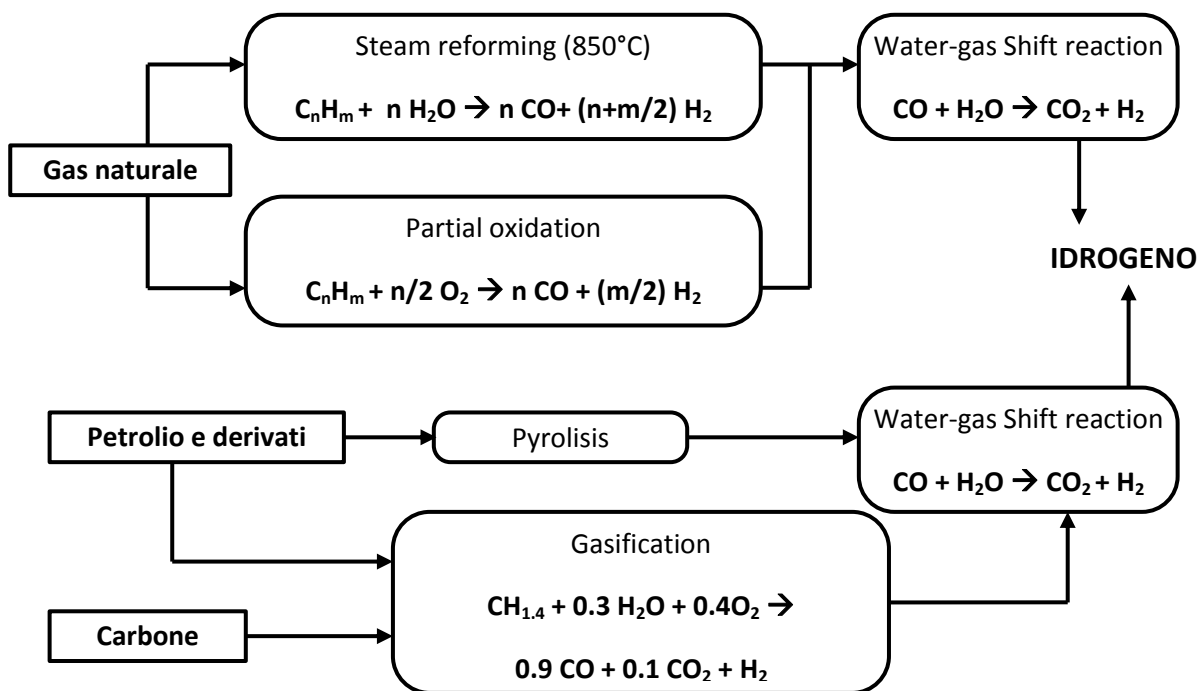 Steam reforming (850°C)
CₙHₘ + n H₂O → n CO+ (n+m/2) H₂
Water-gas Shift reaction
CO + H₂O → CO₂ + H₂
Gas naturale
Partial oxidation
CₙHₘ + n/2 O₂ → n CO + (m/2) H₂
IDROGENO
Petrolio e derivati
Pyrolisis
Water-gas Shift reaction
CO + H₂O → CO₂ + H₂
Gasification
CH₁.₄ + 0.3 H₂O + 0.4O₂ →
0.9 CO + 0.1 CO₂ + H₂
Carbone